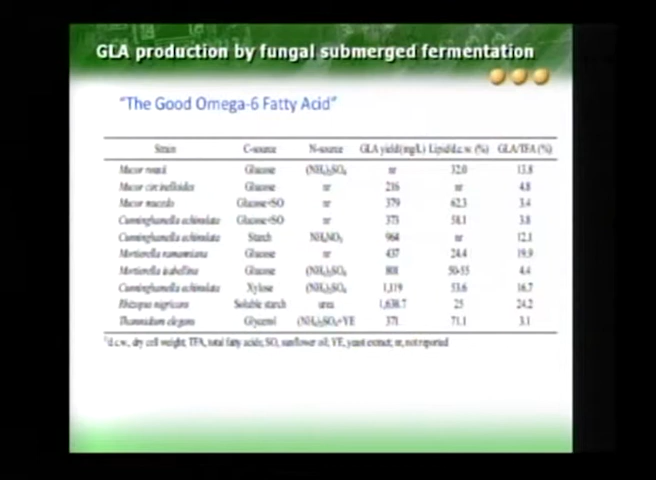 GLA production by fungal submerged fermentation
"The Good Omega-6 Fatty Acid"
Strain C-source N-source GLA yield (mg/L) Lipid/d.c.w. (%) GLA/TFA (%)
Mucor rouxii Glucose (NH₄)₂SO₄ nr 32.0 13.8
Mucor circinelloides Glucose nr 216 nr 4.8
Mucor mucedo Glucose+SO nr 379 62.3 3.4
Cunninghamella echinulata Glucose+SO nr 373 58.1 3.8
Cunninghamella echinulata Starch NH₄NO₃ 964 nr 12.1
Mortierella ramanniana Glucose nr 437 24.4 19.9
Mortierella isabellina Glucose (NH₄)₂SO₄ 801 50-55 4.4
Cunninghamella echinulata Xylose (NH₄)₂SO₄ 1,119 53.6 16.7
Rhizopus nigricans Soluble starch urea 1,638.7 25 24.2
Thamnidium elegans Glycerol (NH₄)₂SO₄+YE 371 71.1 3.1
d.c.w., dry cell weight; TFA, total fatty acids; SO, sunflower oil; YE, yeast extract; nr, not reported